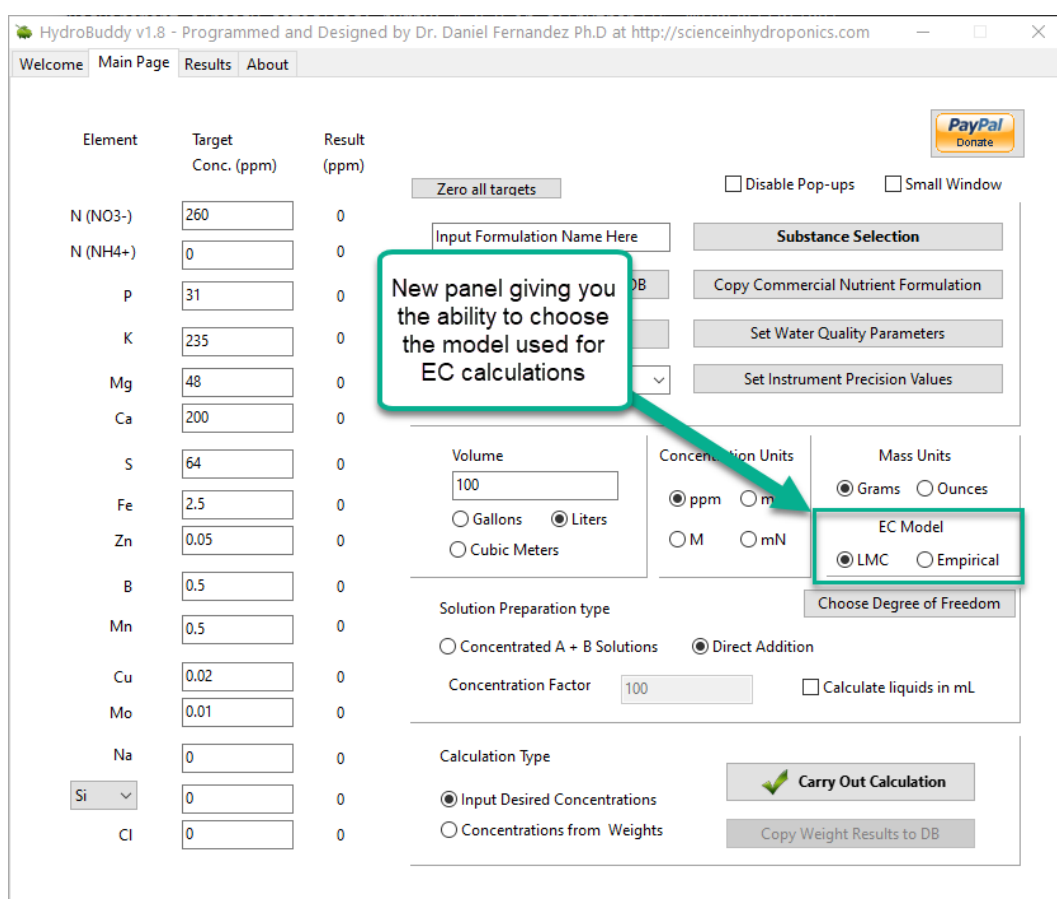 HydroBuddy v1.8 - Programmed and Designed by Dr. Daniel Fernandez Ph.D at http://scienceinhydroponics.com
Welcome Main Page Results About
PayPal
Donate
Element Target Result
Conc. (ppm) (ppm)
Zero all targets Disable Pop-ups Small Window
N (NO3-) 260 0
Input Formulation Name Here Substance Selection
N (NH4+) 0 0
DB Copy Commercial Nutrient Formulation
P 31 0
New panel giving you
the ability to choose
the model used for
EC calculations
K 235 0
Set Water Quality Parameters
Mg 48 0
Set Instrument Precision Values
Ca 200 0
Volume Concentration Units Mass Units
S 64 0
100
ppm Grams Ounces
Fe 2.5 0
Gallons Liters EC Model
Zn 0.05 0
Cubic Meters M mN LMC Empirical
B 0.5 0
Solution Preparation type Choose Degree of Freedom
Mn 0.5 0
Concentrated A + B Solutions Direct Addition
Cu 0.02 0
Concentration Factor 100 Calculate liquids in mL
Mo 0.01 0
Na 0 0
Calculation Type
Si 0 0
Input Desired Concentrations Carry Out Calculation
Cl 0 0
Concentrations from Weights Copy Weight Results to DB